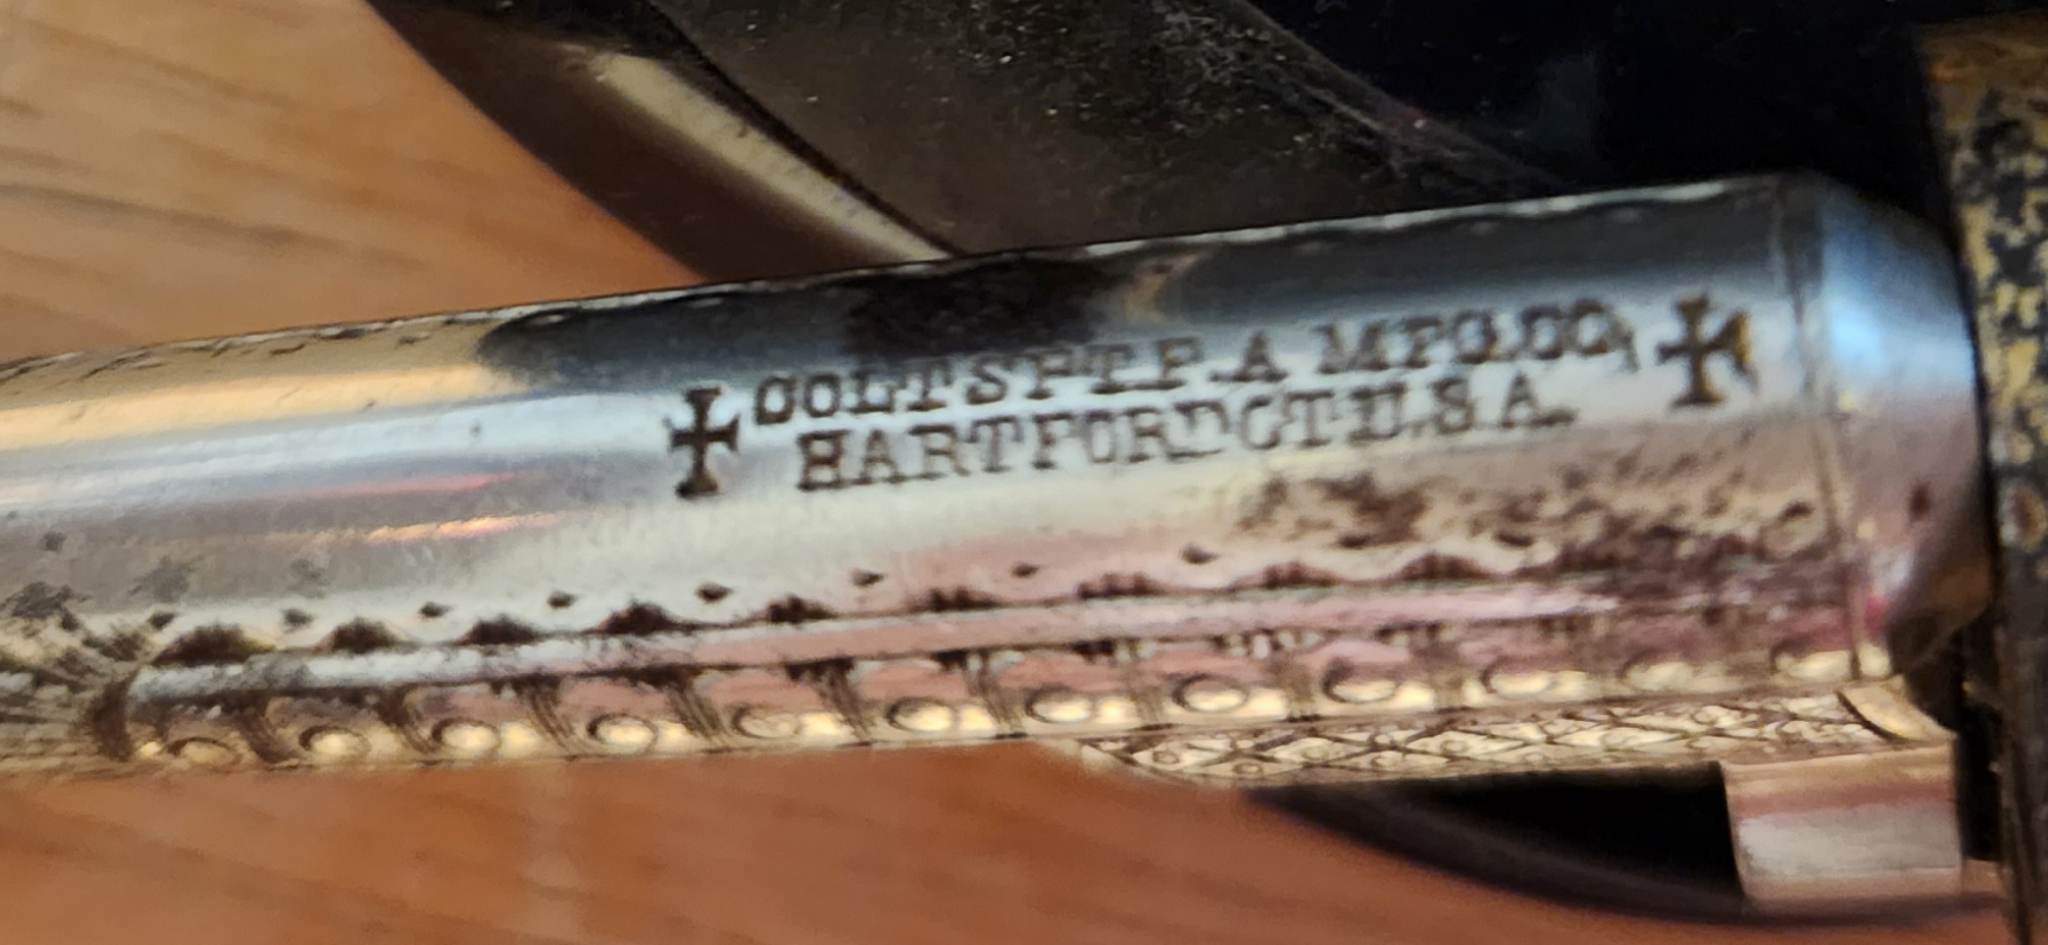 ✠ COLT'S PT. F. A. MFG. CO. ✠
HARTFORD CT. U.S.A.